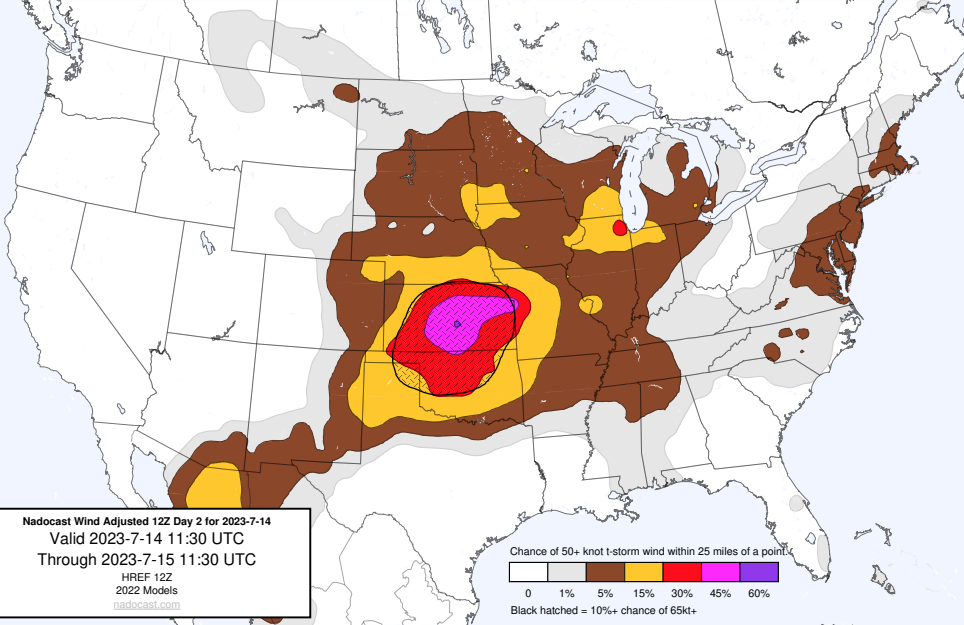 Nadocast Wind Adjusted 12Z Day 2 for 2023-7-14
Valid 2023-7-14 11:30 UTC
Through 2023-7-15 11:30 UTC
HREF 12Z
2022 Models
nadocast.com
Chance of 50+ knot t-storm wind within 25 miles of a point.
0 1% 5% 15% 30% 45% 60%
Black hatched = 10%+ chance of 65kt+